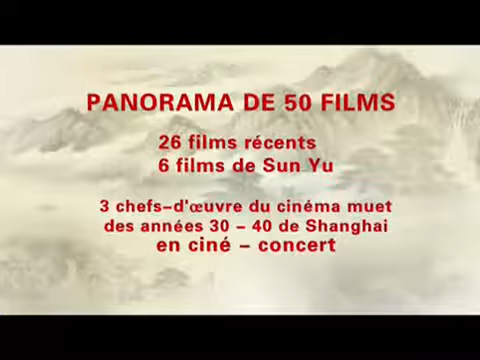 PANORAMA DE 50 FILMS
26 films récents
6 films de Sun Yu
3 chefs-d'œuvre du cinéma muet
des années 30 - 40 de Shanghai
en ciné - concert